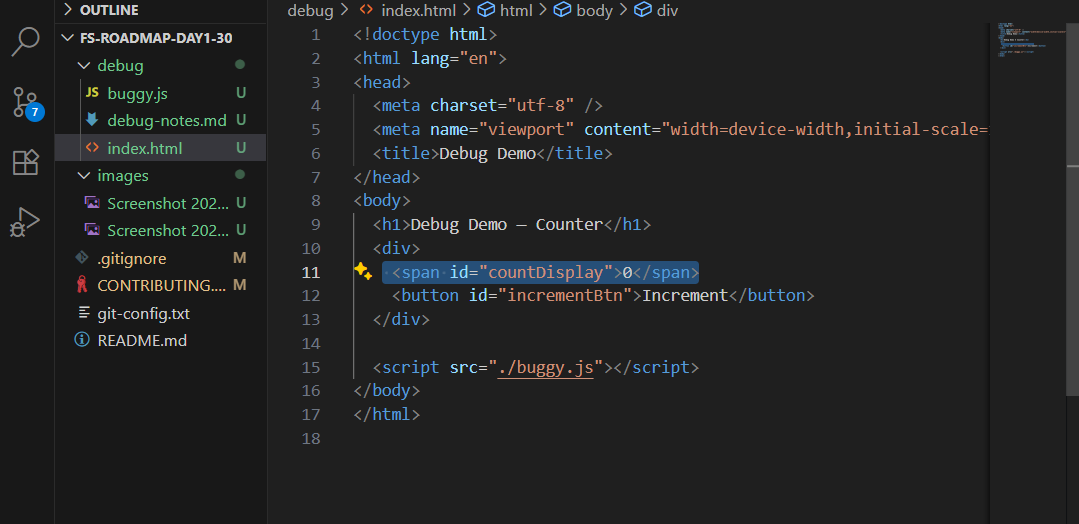 OUTLINE
FS-ROADMAP-DAY1-30
debug
JS buggy.js U
debug-notes.md U
index.html U
images
Screenshot 202... U
Screenshot 202... U
.gitignore M
CONTRIBUTING.... M
git-config.txt
README.md
7
debug > <> index.html > html > body > div
1 <!doctype html>
2 <html lang="en">
3 <head>
4 <meta charset="utf-8" />
5 <meta name="viewport" content="width=device-width,initial-scale=
6 <title>Debug Demo</title>
7 </head>
8 <body>
9 <h1>Debug Demo — Counter</h1>
10 <div>
11 <span id="countDisplay">0</span>
12 <button id="incrementBtn">Increment</button>
13 </div>
14
15 <script src="./buggy.js"></script>
16 </body>
17 </html>
18